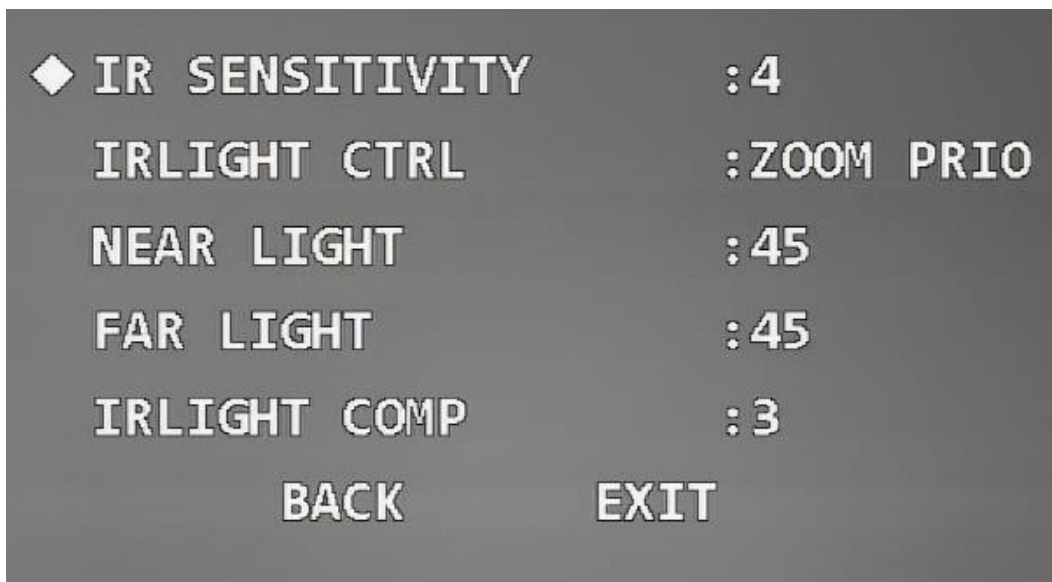 IR SENSITIVITY :4
IRLIGHT CTRL :ZOOM PRIO
NEAR LIGHT :45
FAR LIGHT :45
IRLIGHT COMP :3
BACK EXIT